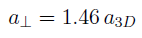 a⊥ = 1.46 a3D